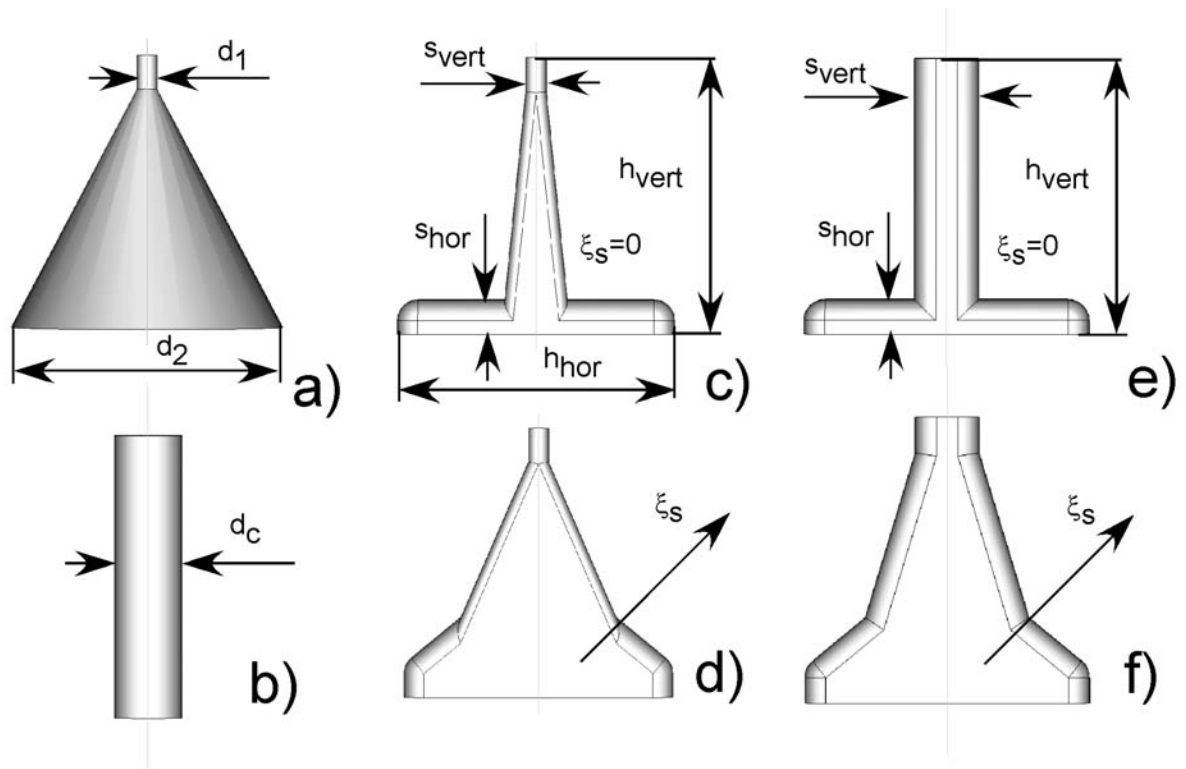 d1
d2
a)
svert
shor
hvert
ξs=0
hhor
c)
svert
shor
hvert
ξs=0
e)
dc
b)
ξs
d)
ξs
f)